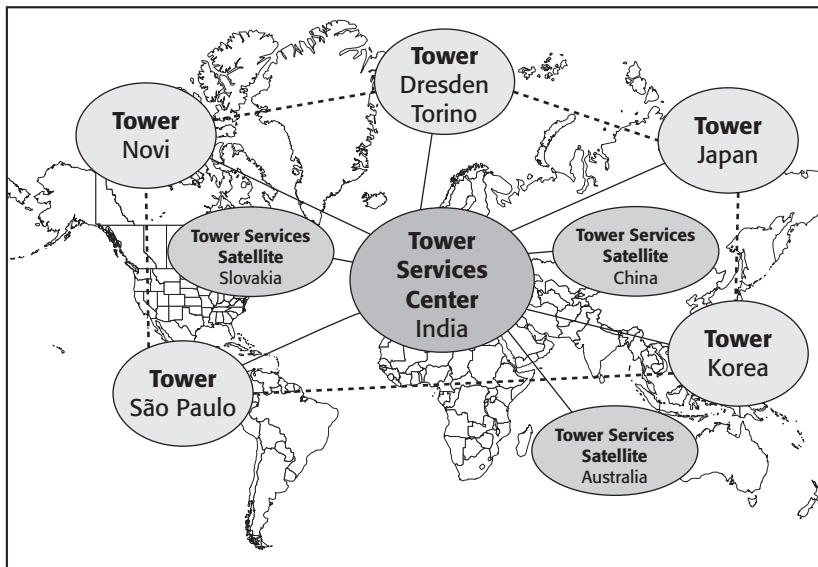 Tower
Dresden
Torino
Tower
Novi
Tower
Japan
Tower Services
Satellite
Slovakia
Tower
Services
Center
India
Tower Services
Satellite
China
Tower
Korea
Tower
São Paulo
Tower Services
Satellite
Australia